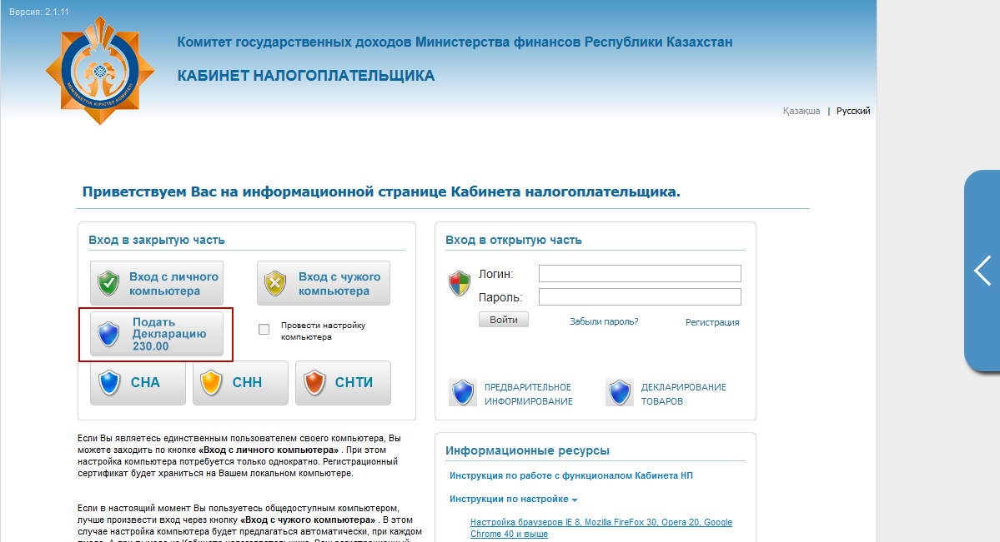 Версия: 2.1.11
Комитет государственных доходов Министерства финансов Республики Казахстан
КАБИНЕТ НАЛОГОПЛАТЕЛЬЩИКА
МЕМЛЕКЕТТІК КІРІСТЕР КОМИТЕТІ
Қазақша | Русский
Приветствуем Вас на информационной странице Кабинета налогоплательщика.
Вход в закрытую часть
Вход с личного
компьютера
Вход с чужого
компьютера
Подать
Декларацию
230.00
Провести настройку
компьютера
СНА
СНН
СНТИ
Вход в открытую часть
Логин:
Пароль:
Войти
Забыли пароль?
Регистрация
ПРЕДВАРИТЕЛЬНОЕ
ИНФОРМИРОВАНИЕ
ДЕКЛАРИРОВАНИЕ
ТОВАРОВ
Если Вы являетесь единственным пользователем своего компьютера, Вы
можете заходить по кнопке «Вход с личного компьютера» . При этом
настройка компьютера потребуется только однократно. Регистрационный
сертификат будет храниться на Вашем локальном компьютере.
Если в настоящий момент Вы пользуетесь общедоступным компьютером,
лучше произвести вход через кнопку «Вход с чужого компьютера» . В этом
случае настройка компьютера будет предлагаться автоматически, при каждом
Информационные ресурсы
Инструкция по работе с функционалом Кабинета НП
Инструкции по настройке
Настройка браузеров IE 8, Mozilla FireFox 30, Opera 20, Google
Chrome 40 и выше